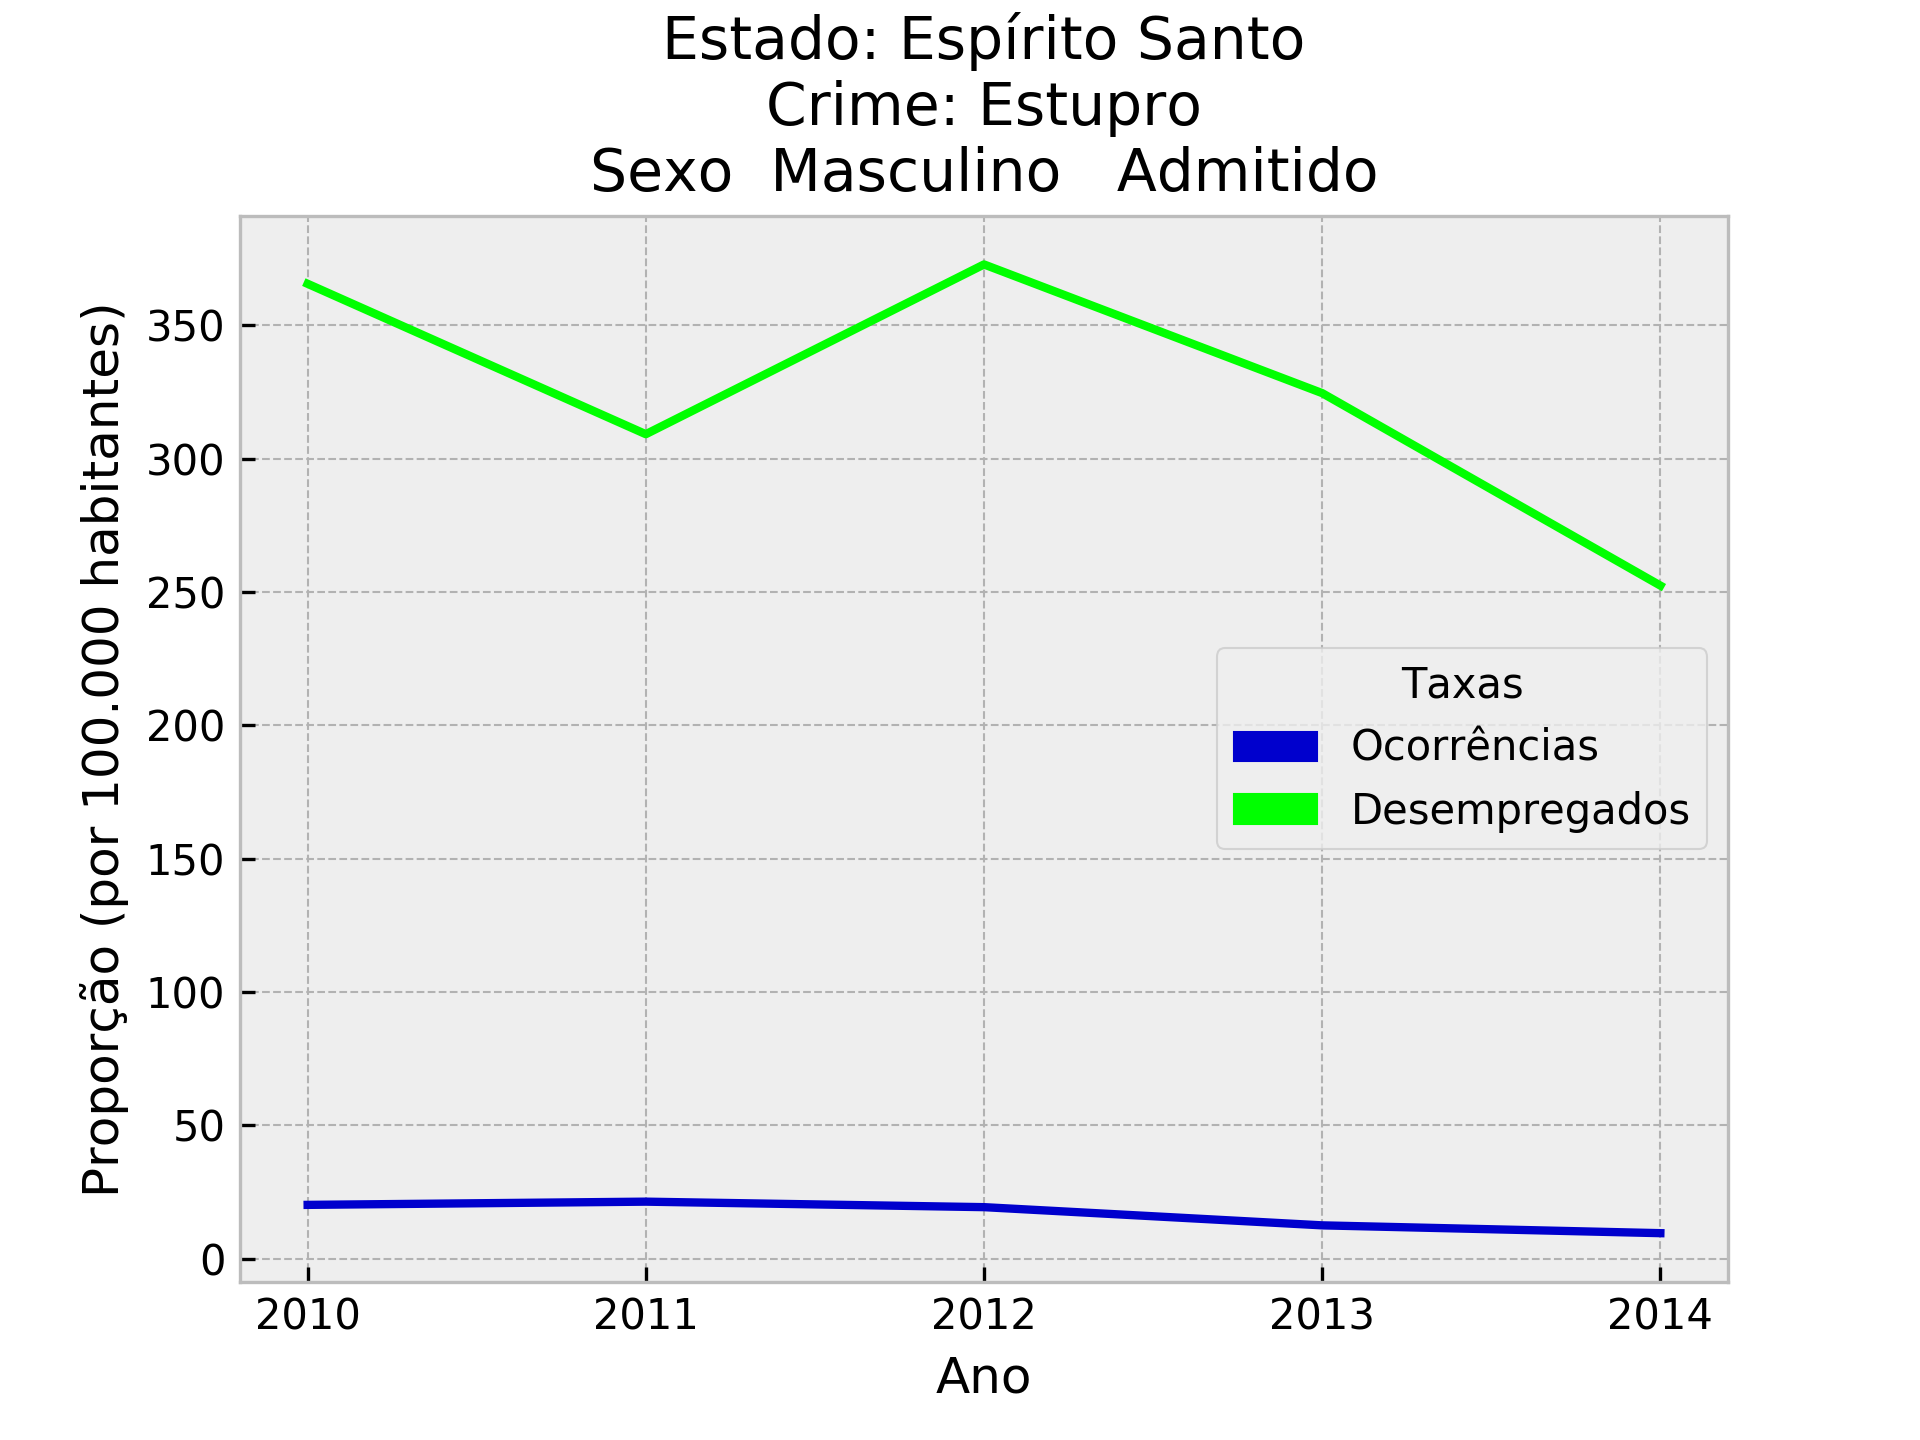 Estado: Espírito Santo
Crime: Estupro
Sexo  Masculino   Admitido
Proporção (por 100.000 habitantes)
350
300
250
200
150
100
50
0
Taxas
Ocorrências
Desempregados
2010 2011 2012 2013 2014
Ano